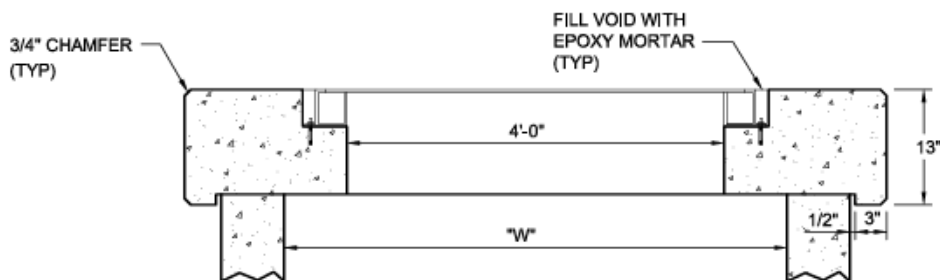 FILL VOID WITH
EPOXY MORTAR
(TYP)
3/4" CHAMFER
(TYP)
4'-0"
13"
1/2"
3"
"W"